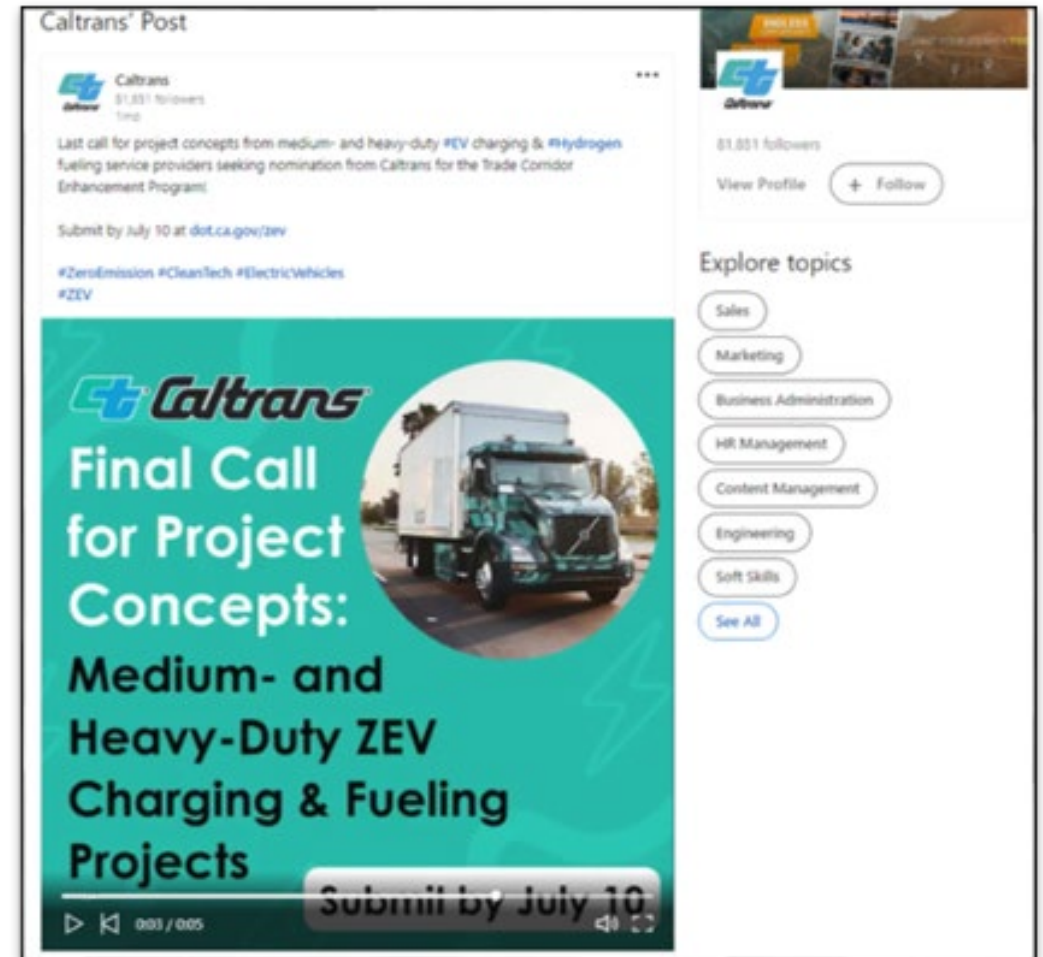 Caltrans' Post
Caltrans
81,851 followers
1mo
Last call for project concepts from medium- and heavy-duty #EV charging & #Hydrogen
fueling service providers seeking nomination from Caltrans for the Trade Corridor
Enhancement Program!
Submit by July 10 at dot.ca.gov/zev
#ZeroEmission #CleanTech #ElectricVehicles
#ZEV
Caltrans
Final Call
for Project
Concepts:
Medium- and
Heavy-Duty ZEV
Charging & Fueling
Projects
Submit by July 10
0:03 / 0:05
ENDLESS
Caltrans
81,851 followers
View Profile
+ Follow
Explore topics
Sales
Marketing
Business Administration
HR Management
Content Management
Engineering
Soft Skills
See All